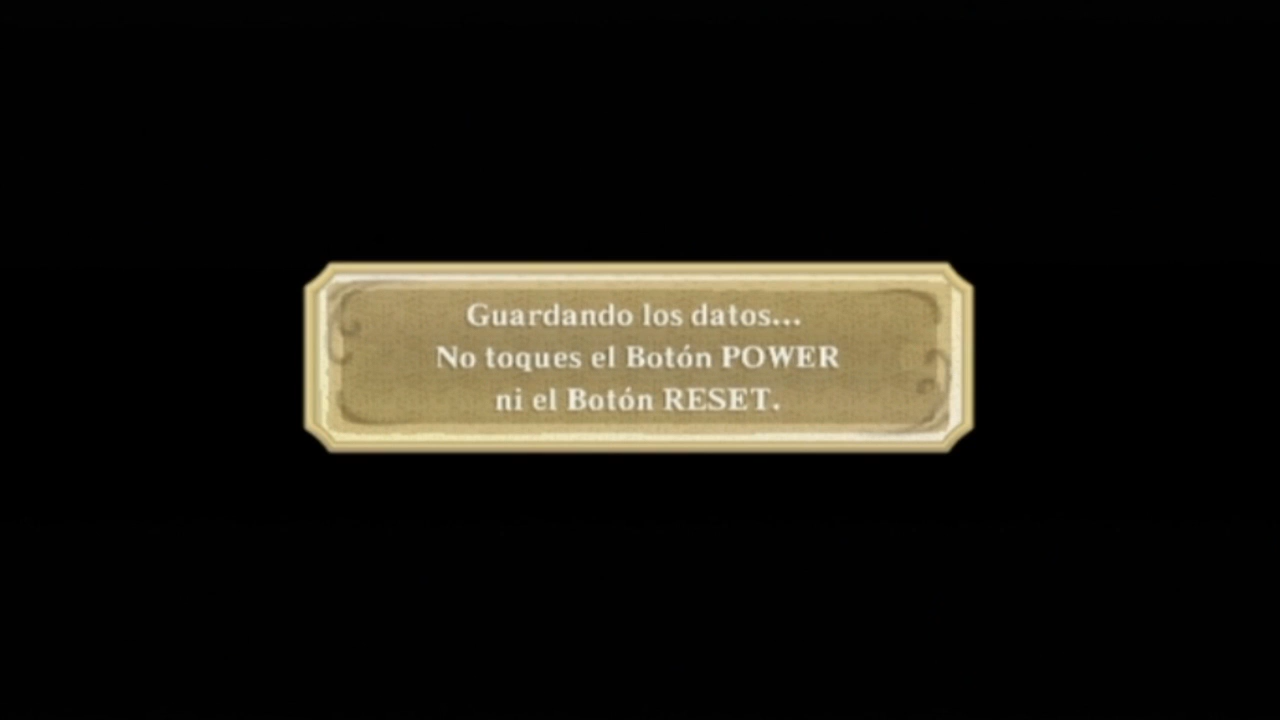 Guardando los datos...
No toques el Botón POWER
ni el Botón RESET.